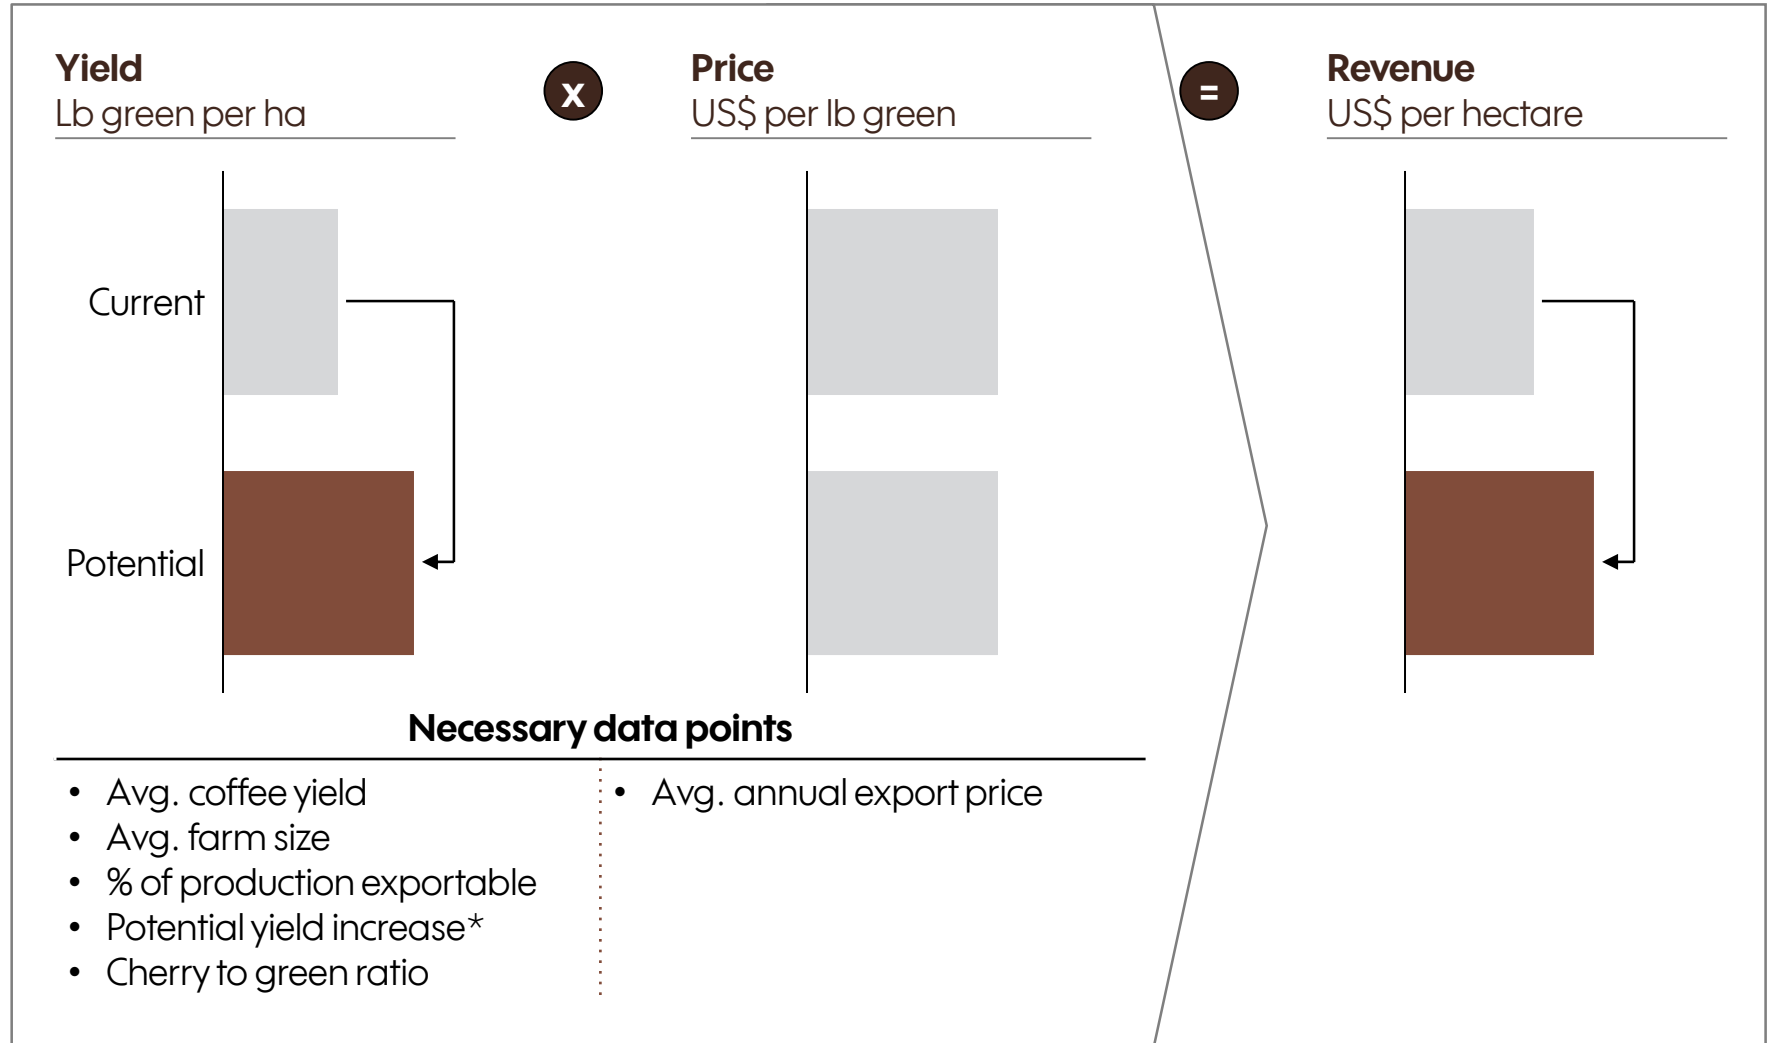 Yield
Lb green per ha
x
Price
US$ per lb green
=
Revenue
US$ per hectare
Current
Potential
Necessary data points
• Avg. coffee yield
• Avg. farm size
• % of production exportable
• Potential yield increase*
• Cherry to green ratio
• Avg. annual export price